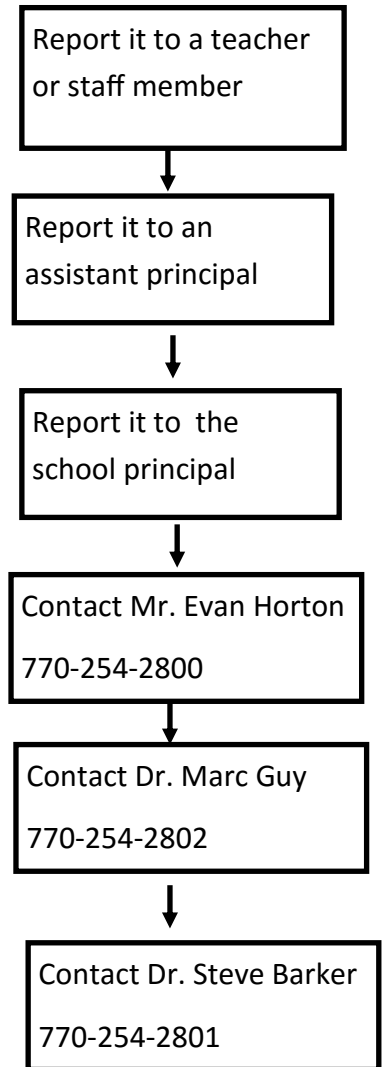 Report it to a teacher
or staff member
Report it to an
assistant principal
Report it to  the
school principal
Contact Mr. Evan Horton
770-254-2800
Contact Dr. Marc Guy
770-254-2802
Contact Dr. Steve Barker
770-254-2801